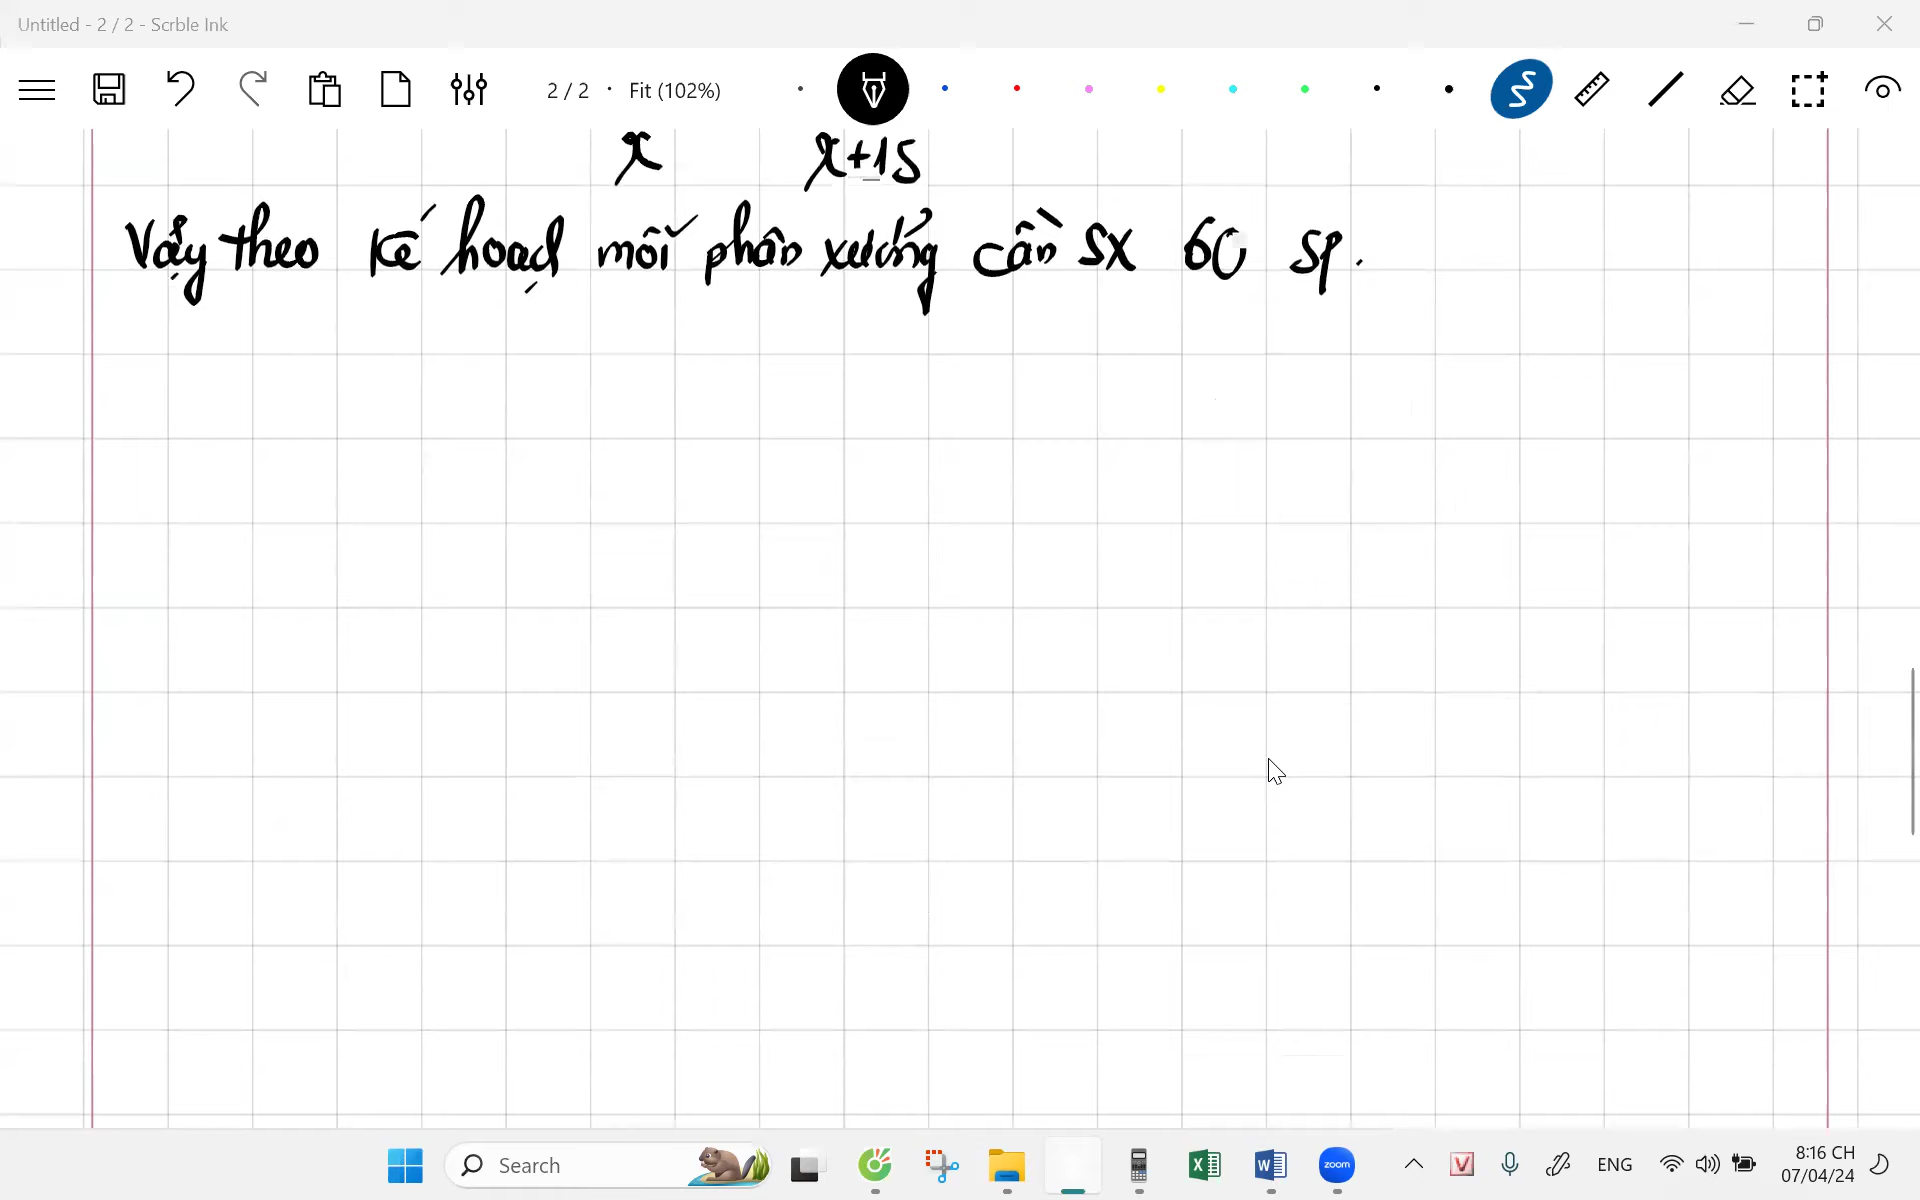 Untitled - 2 / 2 - Scrble Ink
2 / 2 · Fit (102%)
x x+15
Vậy theo kế hoạch mỗi phân xưởng cần SX 60 sp.
Search zoom V ENG 8:16 CH
07/04/24